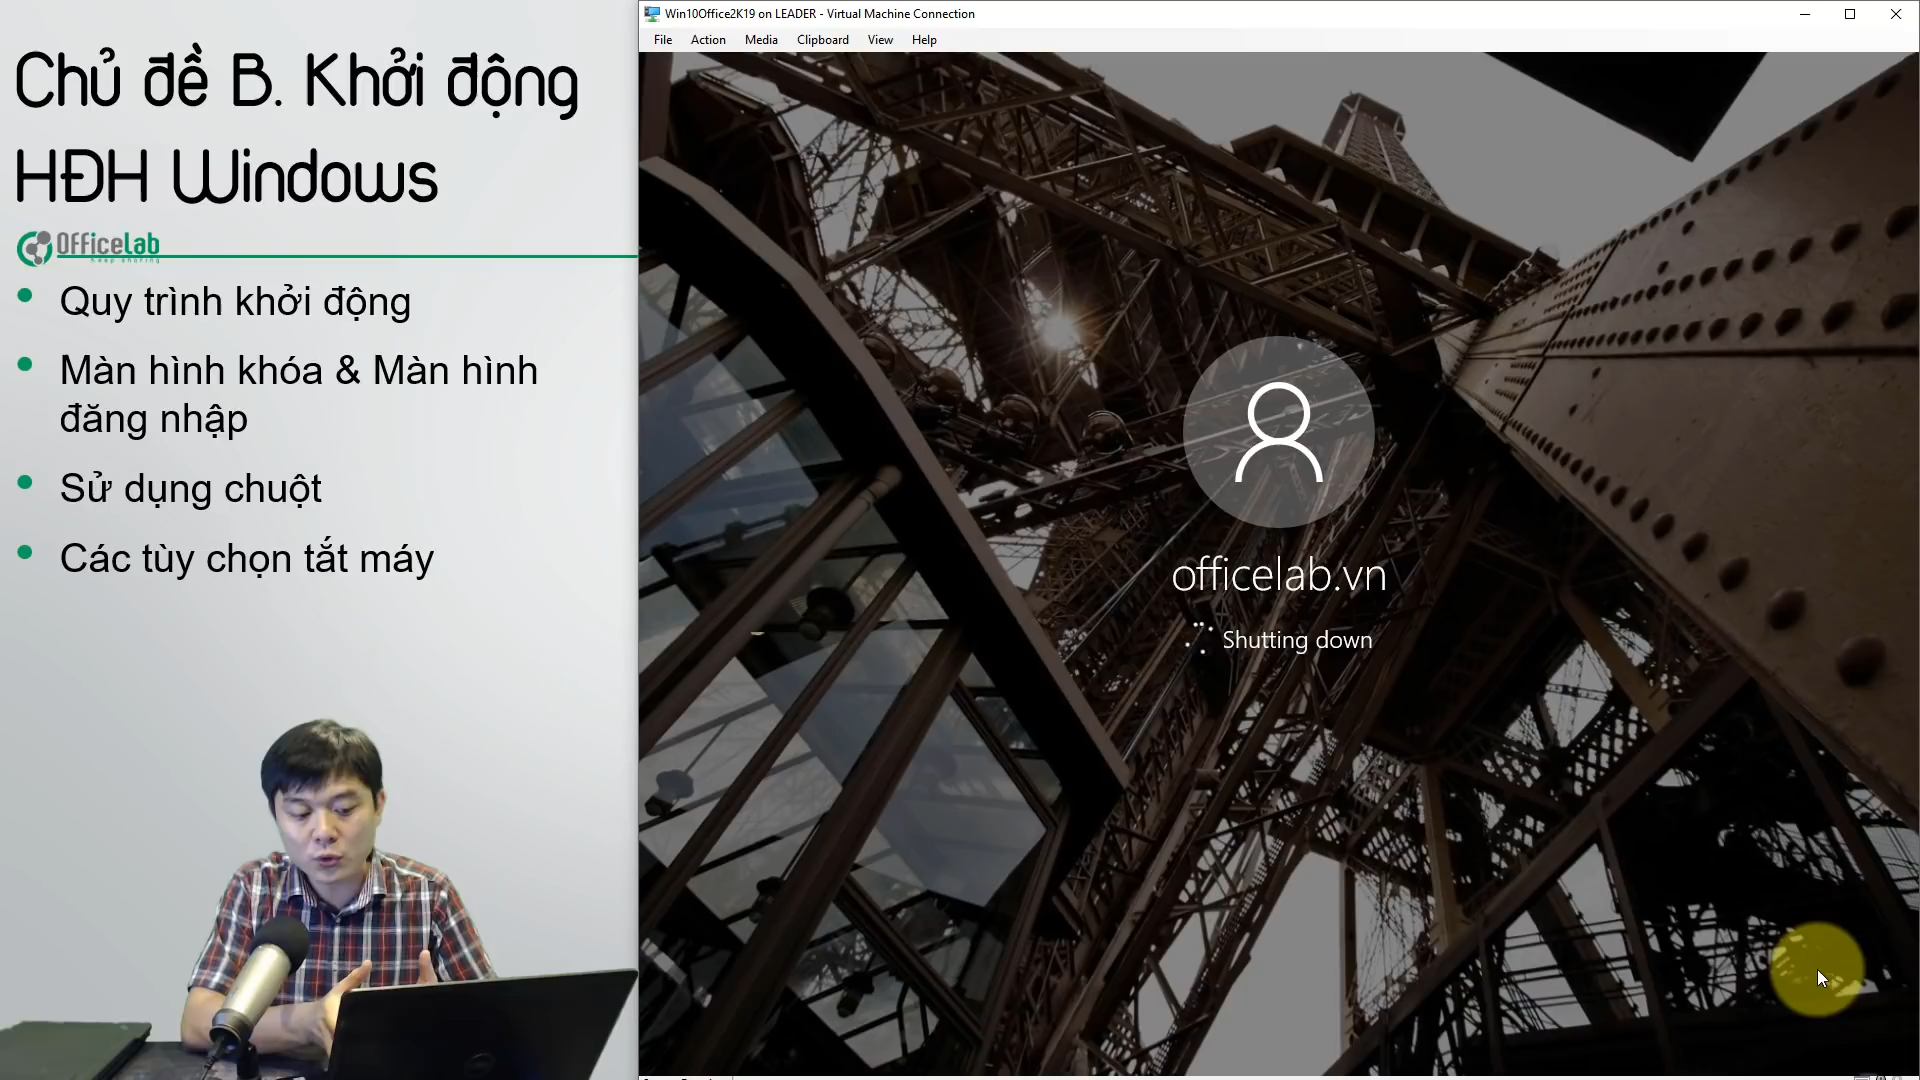 Chủ đề B. Khởi động
HĐH Windows
OfficeLab
keep sharing
Quy trình khởi động
Màn hình khóa & Màn hình
đăng nhập
Sử dụng chuột
Các tùy chọn tắt máy
Win10Office2K19 on LEADER - Virtual Machine Connection
File Action Media Clipboard View Help
officelab.vn
Shutting down